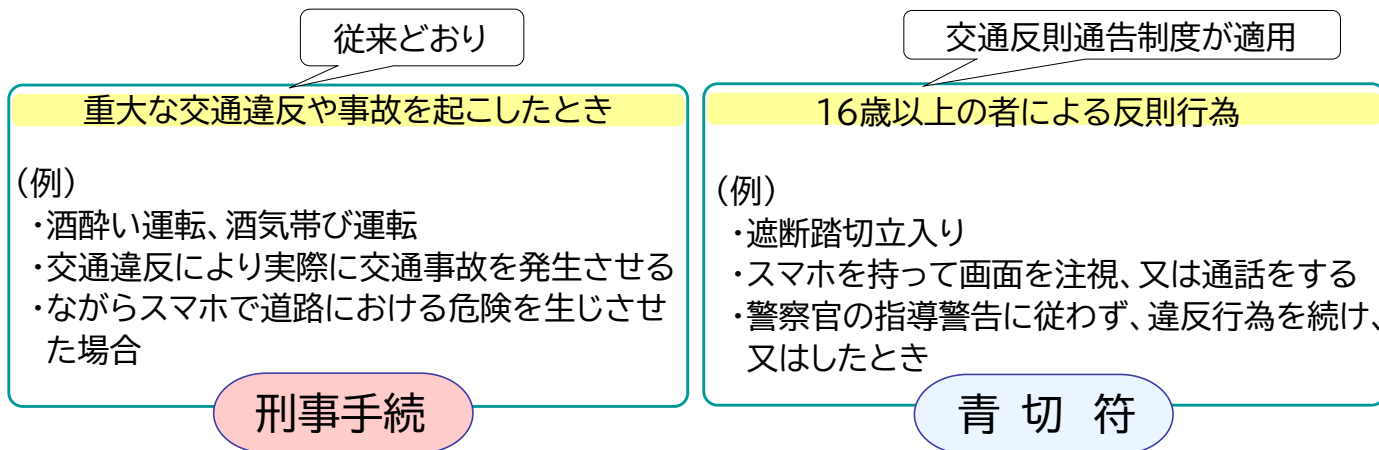 従来どおり
重大な交通違反や事故を起こしたとき
(例)
・酒酔い運転、酒気帯び運転
・交通違反により実際に交通事故を発生させる
・ながらスマホで道路における危険を生じさせ
た場合
刑事手続
交通反則通告制度が適用
16歳以上の者による反則行為
(例)
・遮断踏切立入り
・スマホを持って画面を注視、又は通話をする
・警察官の指導警告に従わず、違反行為を続け、
又はしたとき
青切符